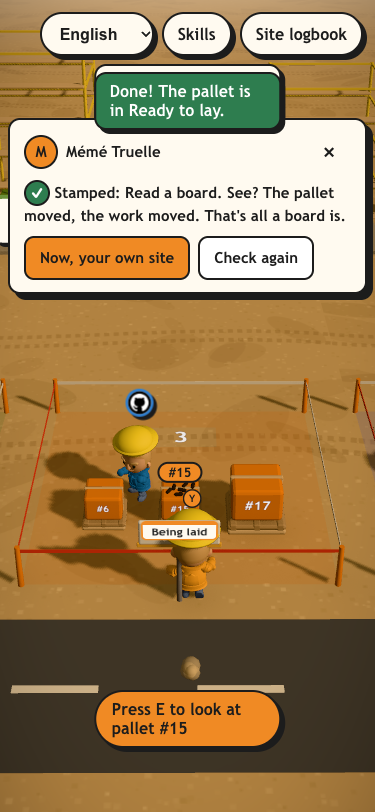 English
Skills
Site logbook
Done! The pallet is
in Ready to lay.
M
Mémé Truelle
×
Stamped: Read a board. See? The pallet
moved, the work moved. That's all a board is.
Now, your own site
Check again
3
#15
#6
#17
Y
Being laid
Press E to look at
pallet #15